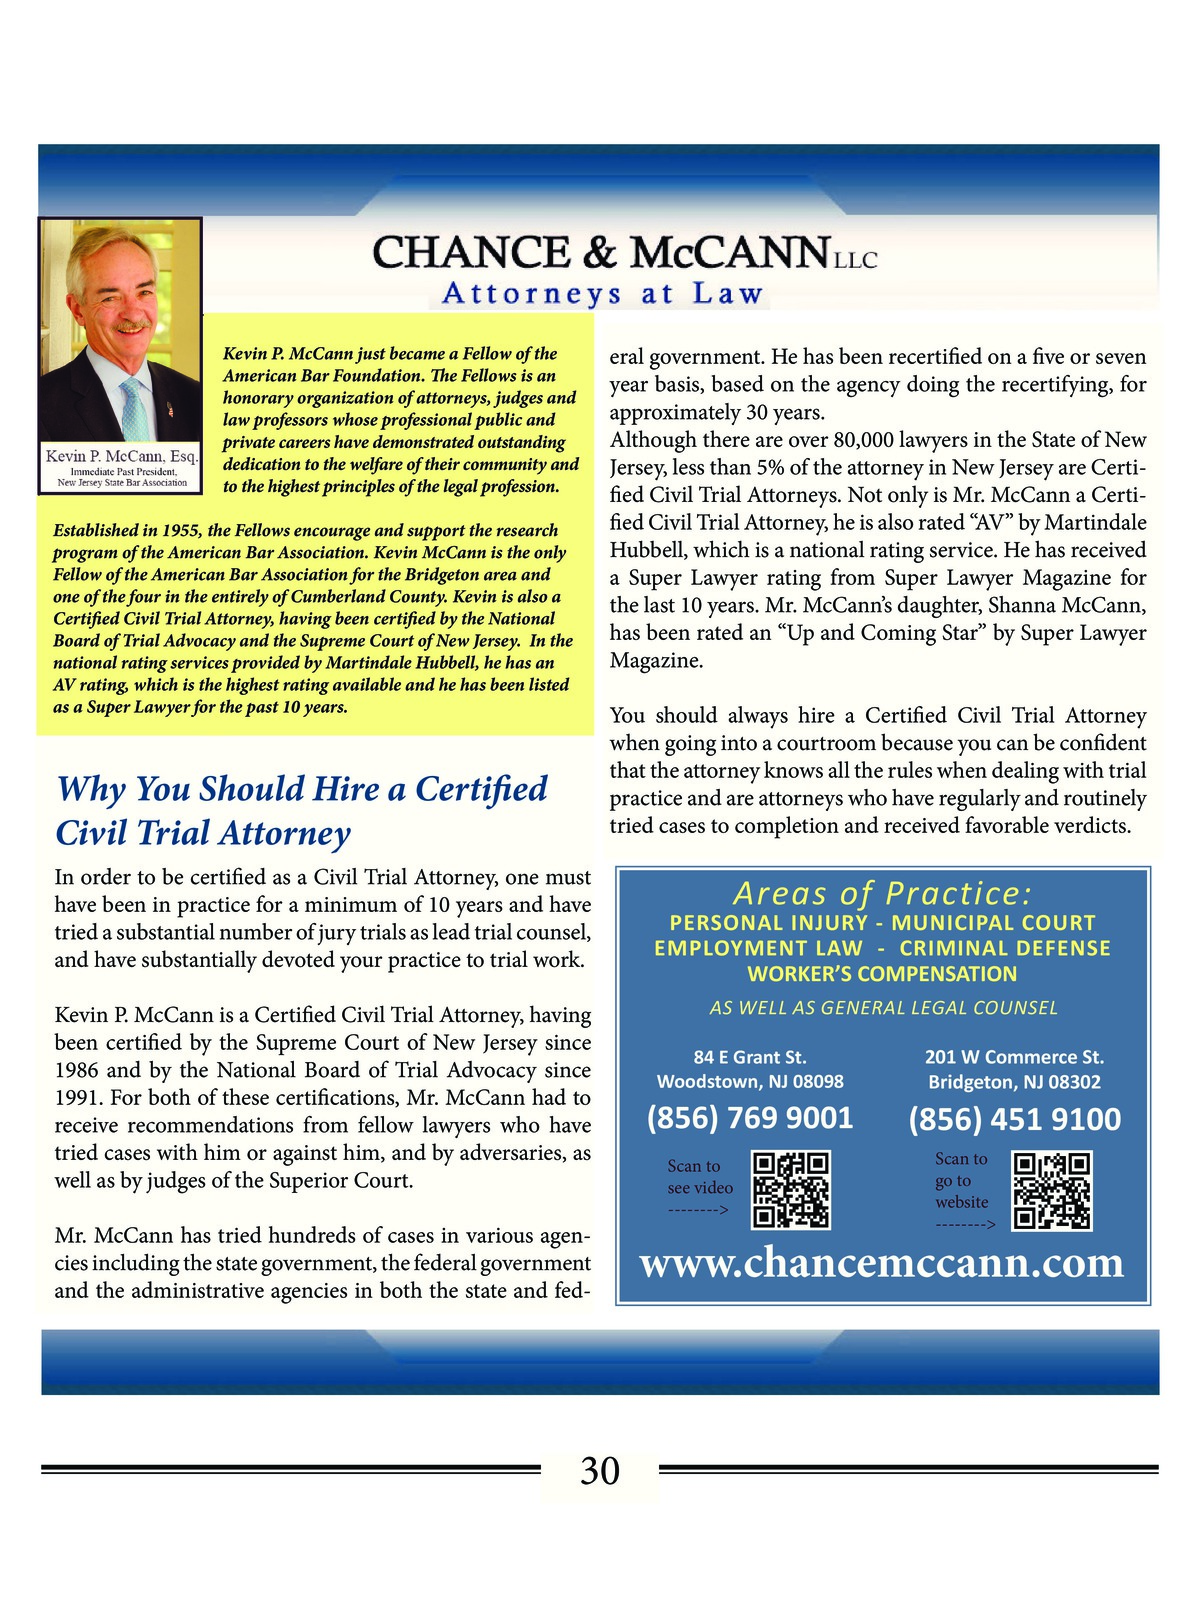 CHANCE & McCANN LLC
Attorneys at Law
Kevin P. McCann, Esq.
Immediate Past President,
New Jersey State Bar Association
Kevin P. McCann just became a Fellow of the
American Bar Foundation. The Fellows is an
honorary organization of attorneys, judges and
law professors whose professional public and
private careers have demonstrated outstanding
dedication to the welfare of their community and
to the highest principles of the legal profession.
Established in 1955, the Fellows encourage and support the research
program of the American Bar Association. Kevin McCann is the only
Fellow of the American Bar Association for the Bridgeton area and
one of the four in the entirely of Cumberland County. Kevin is also a
Certified Civil Trial Attorney, having been certified by the National
Board of Trial Advocacy and the Supreme Court of New Jersey.  In the
national rating services provided by Martindale Hubbell, he has an
AV rating, which is the highest rating available and he has been listed
as a Super Lawyer for the past 10 years.
Why You Should Hire a Certified
Civil Trial Attorney
In order to be certified as a Civil Trial Attorney, one must
have been in practice for a minimum of 10 years and have
tried a substantial number of jury trials as lead trial counsel,
and have substantially devoted your practice to trial work.
Kevin P. McCann is a Certified Civil Trial Attorney, having
been certified by the Supreme Court of New Jersey since
1986 and by the National Board of Trial Advocacy since
1991. For both of these certifications, Mr. McCann had to
receive recommendations from fellow lawyers who have
tried cases with him or against him, and by adversaries, as
well as by judges of the Superior Court.
Mr. McCann has tried hundreds of cases in various agen-
cies including the state government, the federal government
and the administrative agencies in both the state and fed-
eral government. He has been recertified on a five or seven
year basis, based on the agency doing the recertifying, for
approximately 30 years.
Although there are over 80,000 lawyers in the State of New
Jersey, less than 5% of the attorney in New Jersey are Certi-
fied Civil Trial Attorneys. Not only is Mr. McCann a Certi-
fied Civil Trial Attorney, he is also rated “AV” by Martindale
Hubbell, which is a national rating service. He has received
a Super Lawyer rating from Super Lawyer Magazine for
the last 10 years. Mr. McCann’s daughter, Shanna McCann,
has been rated an “Up and Coming Star” by Super Lawyer
Magazine.
You should always hire a Certified Civil Trial Attorney
when going into a courtroom because you can be confident
that the attorney knows all the rules when dealing with trial
practice and are attorneys who have regularly and routinely
tried cases to completion and received favorable verdicts.
Areas of Practice:
PERSONAL INJURY - MUNICIPAL COURT
EMPLOYMENT LAW  -  CRIMINAL DEFENSE
WORKER’S COMPENSATION
AS WELL AS GENERAL LEGAL COUNSEL
84 E Grant St.
Woodstown, NJ 08098
(856) 769 9001
201 W Commerce St.
Bridgeton, NJ 08302
(856) 451 9100
Scan to
see video
-------->
Scan to
go to
website
-------->
www.chancemccann.com
30